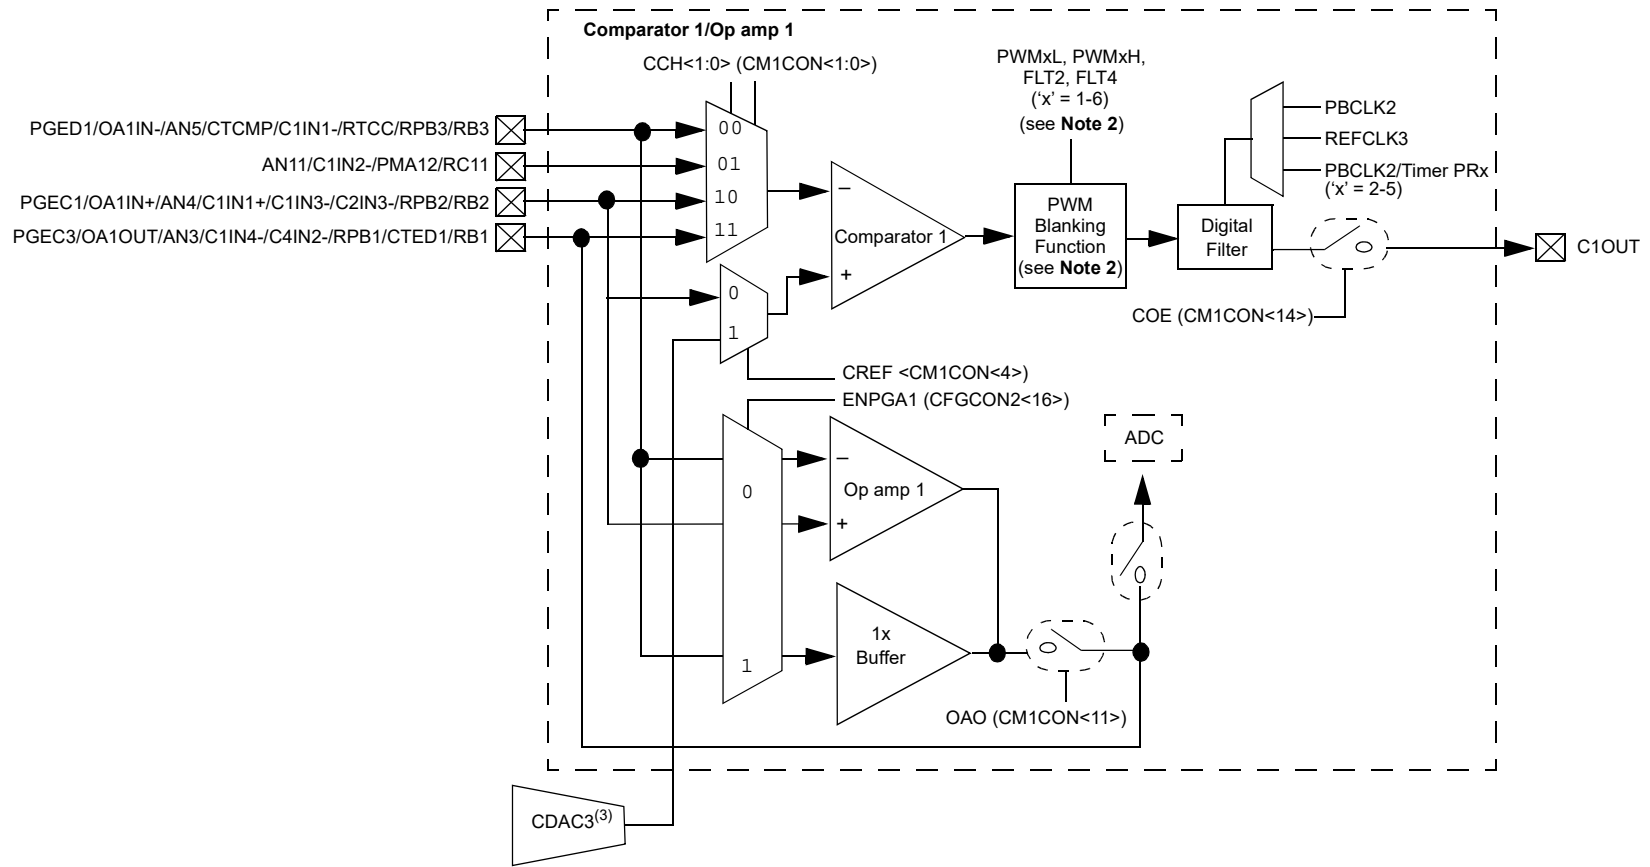 Comparator 1/Op amp 1
CCH<1:0> (CM1CON<1:0>)
PWMxL, PWMxH,
FLT2, FLT4
(‘x’ = 1-6)
(see Note 2)
PBCLK2
REFCLK3
PBCLK2/Timer PRx
(‘x’ = 2-5)
PGED1/OA1IN-/AN5/CTCMP/C1IN1-/RTCC/RPB3/RB3
AN11/C1IN2-/PMA12/RC11
PGEC1/OA1IN+/AN4/C1IN1+/C1IN3-/C2IN3-/RPB2/RB2
PGEC3/OA1OUT/AN3/C1IN4-/C4IN2-/RPB1/CTED1/RB1
00
01
10
11
–
Comparator 1
+
PWM
Blanking
Function
(see Note 2)
Digital
Filter
C1OUT
COE (CM1CON<14>)
0
1
CREF <CM1CON<4>)
ENPGA1 (CFGCON2<16>)
ADC
0
1
–
Op amp 1
+
1x
Buffer
OAO (CM1CON<11>)
CDAC3(3)